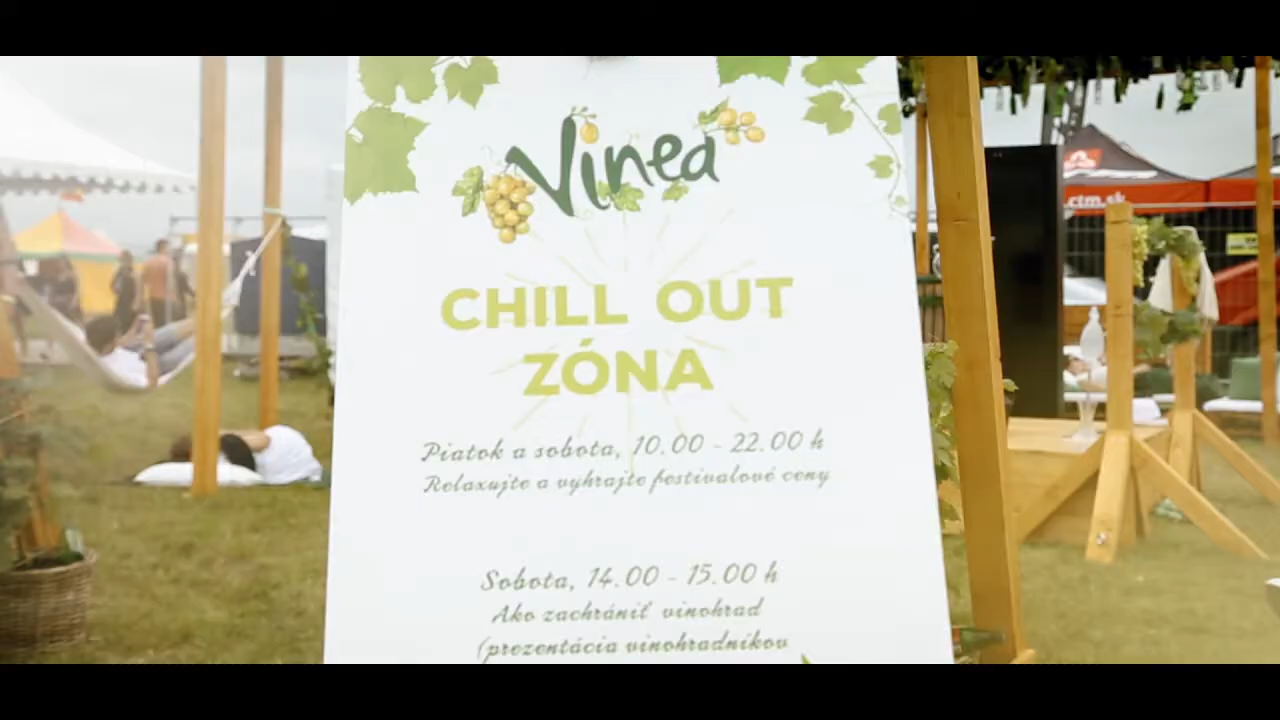 Vinea
CHILL OUT
ZÓNA
Piatok a sobota, 10.00 - 22.00 h
Relaxujte a vyhrajte festivalové ceny
Sobota, 14.00 - 15.00 h
Ako zachrániť vinohrad
(prezentácia vinohradníkov
.ctm.sk